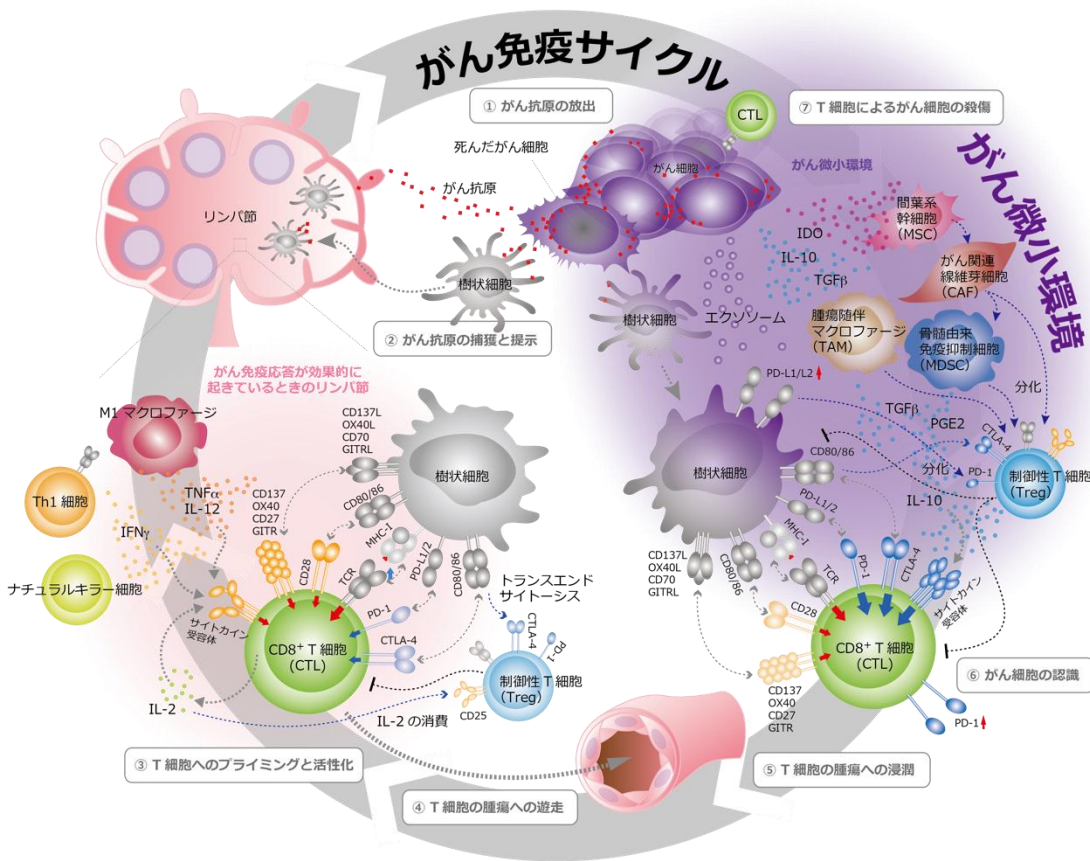 がん免疫サイクル
① がん抗原の放出
⑦ T 細胞によるがん細胞の殺傷
CTL
死んだがん細胞
がん細胞
がん微小環境
がん微小環境
がん抗原
リンパ節
樹状細胞
② がん抗原の捕獲と提示
間葉系
幹細胞
(MSC)
IDO
IL-10
TGFβ
がん関連
線維芽細胞
(CAF)
エクソソーム
樹状細胞
腫瘍随伴
マクロファージ
(TAM)
骨髄由来
免疫抑制細胞
(MDSC)
分化
がん免疫応答が効果的に
起きているときのリンパ節
M1 マクロファージ
CD137L
OX40L
CD70
GITRL
樹状細胞
Th1 細胞
TNFα
IL-12
IFNγ
CD137
OX40
CD27
GITR
CD80/86
MHC-I
PD-L1/2
CD80/86
CD28
TCR
ナチュラルキラー細胞
サイトカイン
受容体
PD-1
CTLA-4
CD8⁺ T 細胞
(CTL)
トランスエンド
サイトーシス
CTLA-4
PD-1
制御性 T 細胞
(Treg)
CD25
IL-2
IL-2 の消費
③ T 細胞へのプライミングと活性化
④ T 細胞の腫瘍への遊走
⑤ T 細胞の腫瘍への浸潤
PD-L1/L2
TGFβ
PGE2
CTLA-4
樹状細胞
CD80/86
分化
PD-1
制御性 T 細胞
(Treg)
IL-10
PD-L1/2
MHC-I
CD137L
OX40L
CD70
GITRL
CD80/86
TCR
PD-1
CTLA-4
サイトカイン
受容体
CD28
CD8⁺ T 細胞
(CTL)
CD137
OX40
CD27
GITR
⑥ がん細胞の認識
PD-1